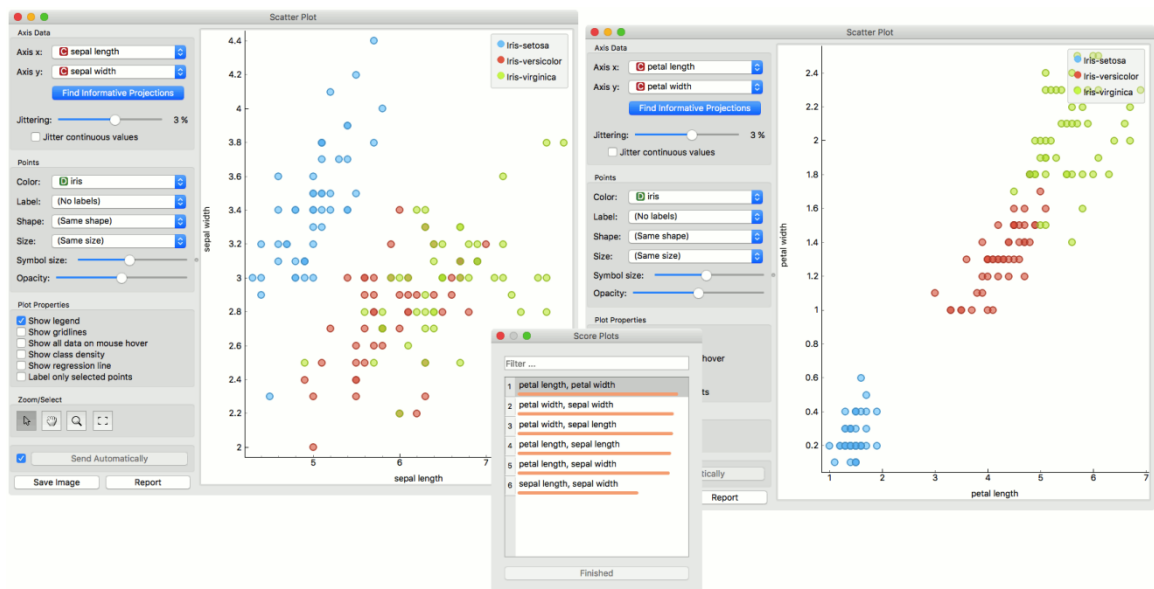 Scatter Plot
Axis Data
Axis x: C sepal length
Axis y: C sepal width
Find Informative Projections
Jittering: 3 %
Jitter continuous values
Points
Color: D iris
Label: (No labels)
Shape: (Same shape)
Size: (Same size)
Symbol size:
Opacity:
Plot Properties
Show legend
Show gridlines
Show all data on mouse hover
Show class density
Show regression line
Label only selected points
Zoom/Select
Send Automatically
Save Image Report
4.4
4.2
4
3.8
3.6
3.4
3.2
3
2.8
2.6
2.4
2.2
2
sepal width
5 6 7
sepal length
Iris-setosa
Iris-versicolor
Iris-virginica
Score Plots
Filter ...
1 petal length, petal width
2 petal width, sepal width
3 petal width, sepal length
4 petal length, sepal length
5 petal length, sepal width
6 sepal length, sepal width
Finished
Scatter Plot
Axis Data
Axis x: C petal length
Axis y: C petal width
Find Informative Projections
Jittering: 3 %
Jitter continuous values
Points
Color: D iris
Label: (No labels)
Shape: (Same shape)
Size: (Same size)
Symbol size:
Opacity:
Plot Properties
hover
Report
2.4
2.2
2
1.8
1.6
1.4
1.2
1
0.8
0.6
0.4
0.2
petal width
1 2 3 4 5 6 7
petal length
Iris-setosa
Iris-versicolor
Iris-virginica